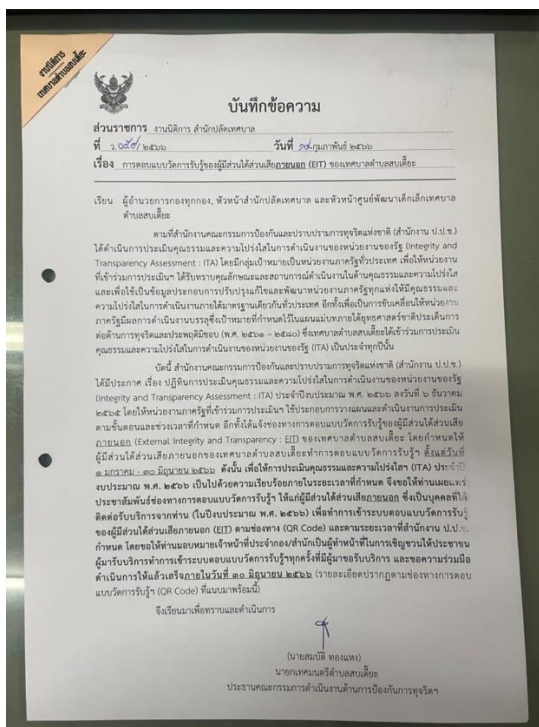 งานนิติการ
เทศบาลตำบลสบเตี๊ยะ
บันทึกข้อความ
ส่วนราชการ งานนิติการ สำนักปลัดเทศบาล
ที่ /๒๕๖๖ วันที่ กุมภาพันธ์ ๒๕๖๖
เรื่อง การตอบแบบวัดการรับรู้ของผู้มีส่วนได้ส่วนเสียภายนอก (EIT) ของเทศบาลตำบลสบเตี๊ยะ
เรียน ผู้อำนวยการกองทุกกอง, หัวหน้าสำนักปลัดเทศบาล และหัวหน้าศูนย์พัฒนาเด็กเล็กเทศบาล
ตำบลสบเตี๊ยะ
ตามที่สำนักงานคณะกรรมการป้องกันและปราบปรามการทุจริตแห่งชาติ (สำนักงาน ป.ป.ช.)
ได้ดำเนินการประเมินคุณธรรมและความโปร่งใสในการดำเนินงานของหน่วยงานของรัฐ (Integrity and
Transparency Assessment : ITA) โดยมีกลุ่มเป้าหมายเป็นหน่วยงานภาครัฐทั่วประเทศ เพื่อให้หน่วยงาน
ที่เข้าร่วมการประเมินฯ ได้รับทราบคุณลักษณะและสถานการณ์ดำเนินงานในด้านคุณธรรมและความโปร่งใส
และเพื่อใช้เป็นข้อมูลประกอบการปรับปรุงแก้ไขและพัฒนาหน่วยงานภาครัฐทุกแห่งให้มีคุณธรรมและ
ความโปร่งใสในการดำเนินงานภายใต้มาตรฐานเดียวกันทั่วประเทศ อีกทั้งเพื่อเป็นการขับเคลื่อนให้หน่วยงาน
ภาครัฐมีผลการดำเนินงานบรรลุซึ่งเป้าหมายที่กำหนดไว้ในแผนแม่บทภายใต้ยุทธศาสตร์ชาติประเด็นการ
ต่อต้านการทุจริตและประพฤติมิชอบ (พ.ศ. ๒๕๖๑ – ๒๕๘๐) ซึ่งเทศบาลตำบลสบเตี๊ยะได้เข้าร่วมการประเมิน
คุณธรรมและความโปร่งใสในการดำเนินงานของหน่วยงานของรัฐ (ITA) เป็นประจำทุกปีนั้น
บัดนี้ สำนักงานคณะกรรมการป้องกันและปราบปรามการทุจริตแห่งชาติ (สำนักงาน ป.ป.ช.)
ได้มีประกาศ เรื่อง ปฏิทินการประเมินคุณธรรมและความโปร่งใสในการดำเนินงานของหน่วยงานของรัฐ
(Integrity and Transparency Assessment : ITA) ประจำปีงบประมาณ พ.ศ. ๒๕๖๖ ลงวันที่ ๖ ธันวาคม
๒๕๖๕ โดยให้หน่วยงานภาครัฐที่เข้าร่วมการประเมินฯ ใช้ประกอบการวางแผนและดำเนินงานการประเมิน
ตามขั้นตอนและช่วงเวลาที่กำหนด อีกทั้งได้แจ้งช่องทางการตอบแบบวัดการรับรู้ของผู้มีส่วนได้ส่วนเสีย
ภายนอก (External Integrity and Transparency : EIT) ของเทศบาลตำบลสบเตี๊ยะ โดยกำหนดให้
ผู้มีส่วนได้ส่วนเสียภายนอกของเทศบาลตำบลสบเตี๊ยะทำการตอบแบบวัดการรับรู้ฯ ตั้งแต่วันที่
๑ มกราคม - ๓๐ มิถุนายน ๒๕๖๖ ดังนั้น เพื่อให้การประเมินคุณธรรมและความโปร่งใสฯ (ITA) ประจำปี
งบประมาณ พ.ศ. ๒๕๖๖ เป็นไปด้วยความเรียบร้อยภายในระยะเวลาที่กำหนด จึงขอให้ท่านเผยแพร่
ประชาสัมพันธ์ช่องทางการตอบแบบวัดการรับรู้ฯ ให้แก่ผู้มีส่วนได้ส่วนเสียภายนอก ซึ่งเป็นบุคคลที่ได้
ติดต่อรับบริการจากท่าน (ในปีงบประมาณ พ.ศ. ๒๕๖๖) เพื่อทำการเข้าระบบตอบแบบวัดการรับรู้
ของผู้มีส่วนได้ส่วนเสียภายนอก (EIT) ตามช่องทาง (QR Code) และตามระยะเวลาที่สำนักงาน ป.ป.ช.
กำหนด โดยขอให้ท่านมอบหมายเจ้าหน้าที่ประจำกอง/สำนักเป็นผู้ทำหน้าที่ในการเชิญชวนให้ประชาชน
ผู้มารับบริการทำการเข้าระบบตอบแบบวัดการรับรู้ฯทุกครั้งที่มีผู้มาขอรับบริการ และขอความร่วมมือ
ดำเนินการให้แล้วเสร็จภายในวันที่ ๓๐ มิถุนายน ๒๕๖๖ (รายละเอียดปรากฏตามช่องทางการตอบ
แบบวัดการรับรู้ฯ (QR Code) ที่แนบมาพร้อมนี้)
จึงเรียนมาเพื่อทราบและดำเนินการ
(นายสมบัติ ทองแหง)
นายกเทศมนตรีตำบลสบเตี๊ยะ
ประธานคณะกรรมการดำเนินงานด้านการป้องกันการทุจริตฯ